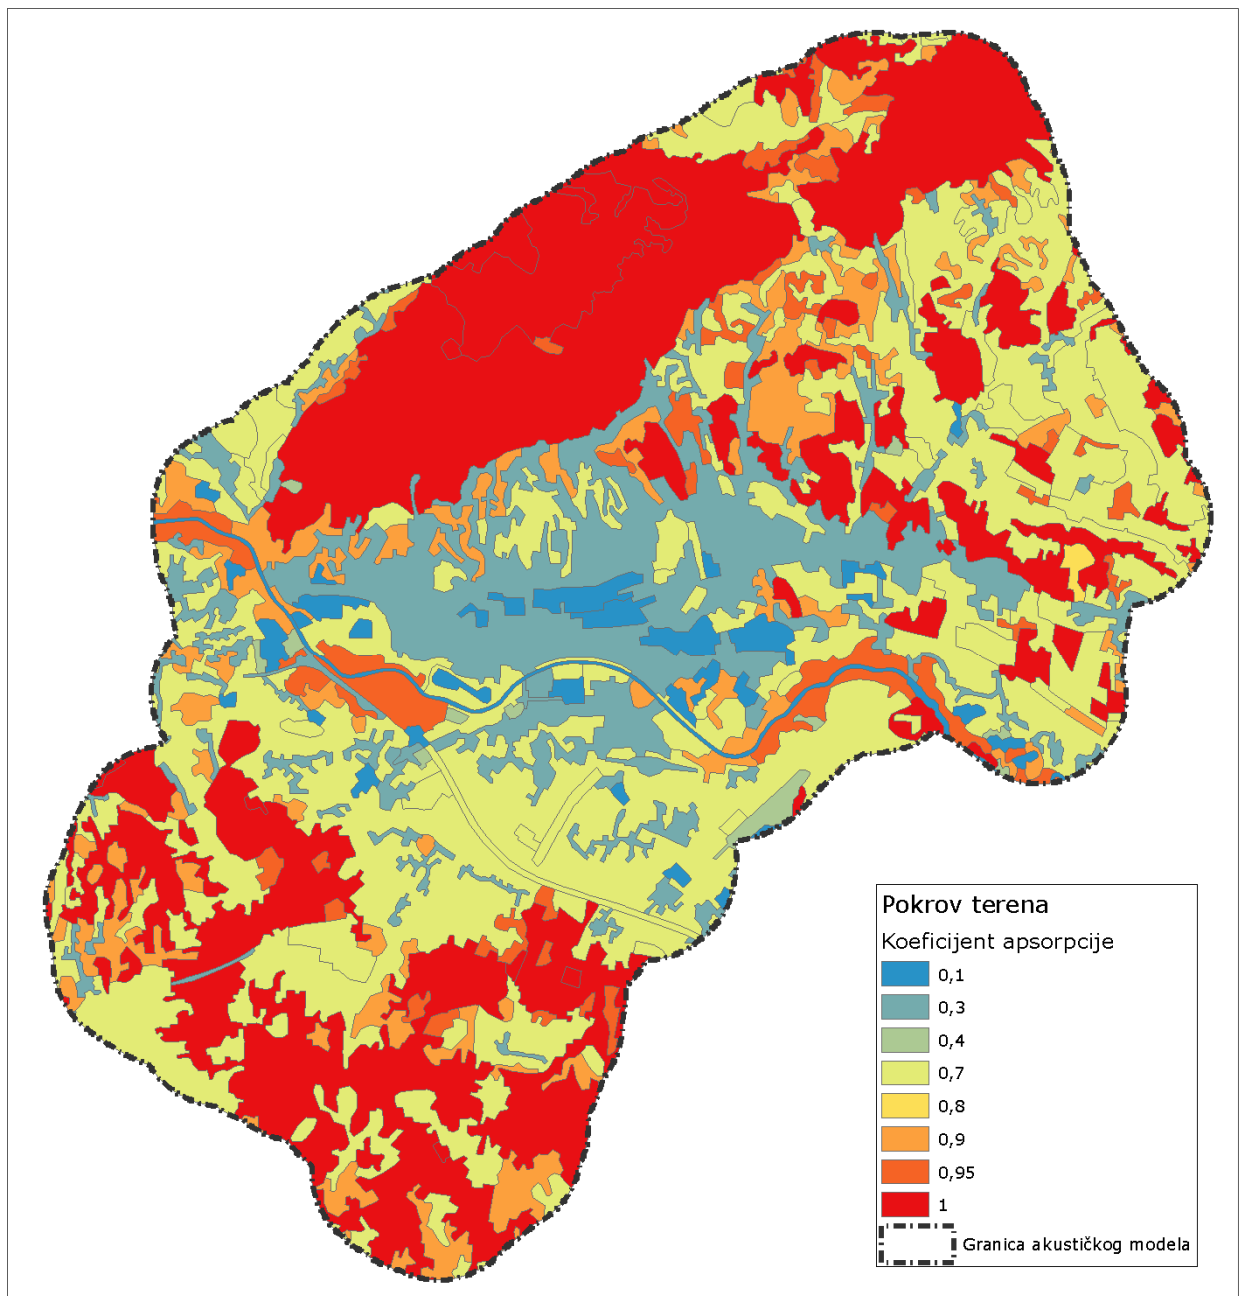 Pokrov terena
Koeficijent apsorpcije
0,1
0,3
0,4
0,7
0,8
0,9
0,95
1
Granica akustičkog modela